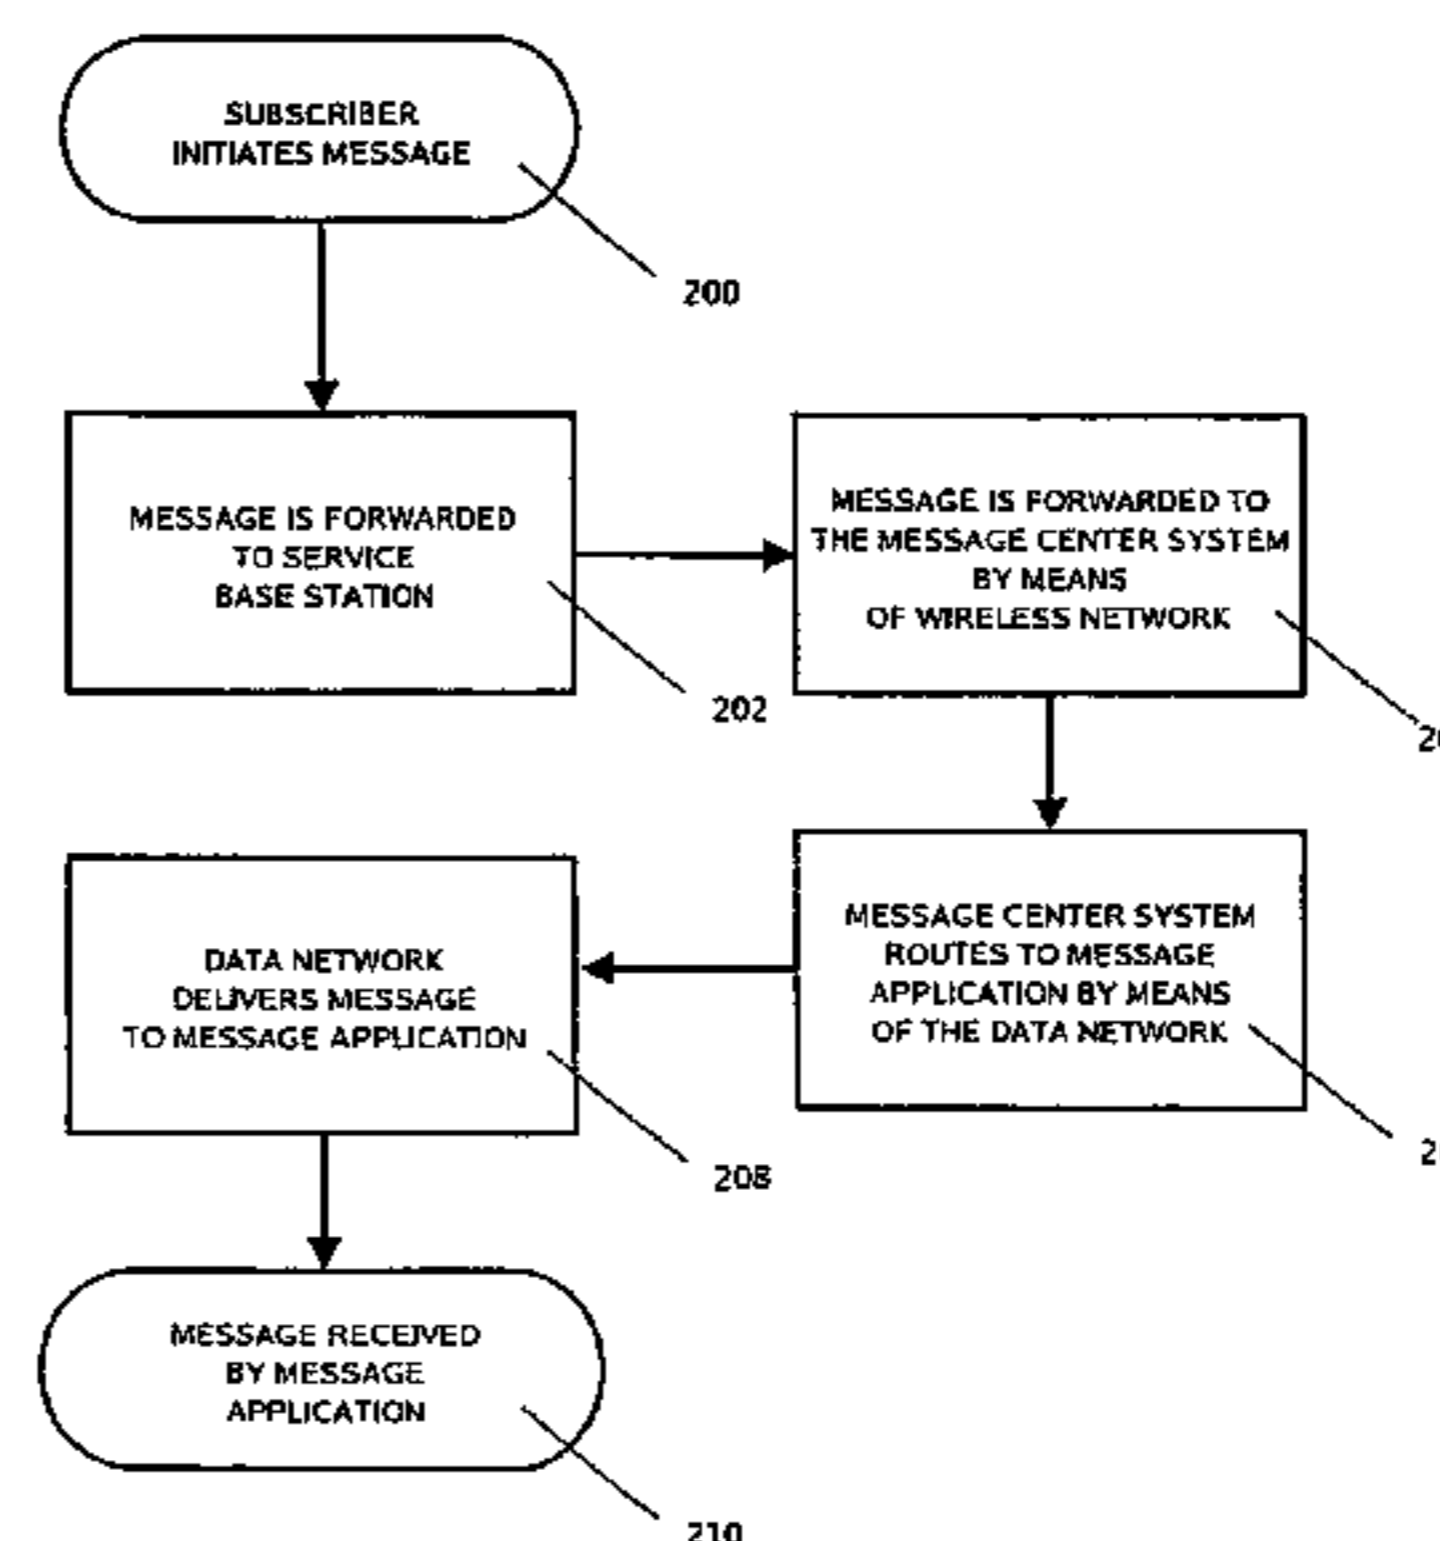 SUBSCRIBER
INITIATES MESSAGE
200
MESSAGE IS FORWARDED
TO SERVICE
BASE STATION
202
MESSAGE IS FORWARDED TO
THE MESSAGE CENTER SYSTEM
BY MEANS
OF WIRELESS NETWORK
MESSAGE CENTER SYSTEM
ROUTES TO MESSAGE
APPLICATION BY MEANS
OF THE DATA NETWORK
DATA NETWORK
DELIVERS MESSAGE
TO MESSAGE APPLICATION
208
MESSAGE RECEIVED
BY MESSAGE
APPLICATION
210